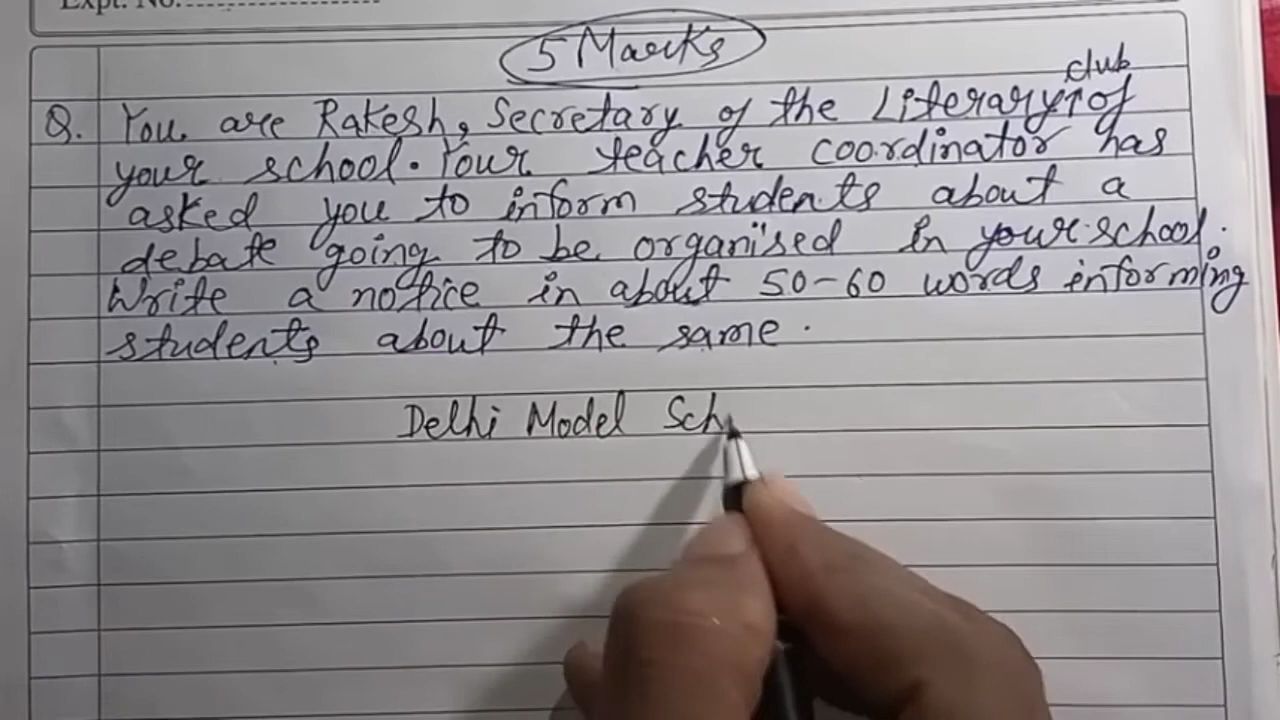 Expt. No.
5 Marks
Q. You are Rakesh, Secretary of the Literary club of
your school. Your teacher coordinator has
asked you to inform students about a
debate going to be organised in your school.
Write a notice in about 50-60 words informing
students about the same.
Delhi Model Sch